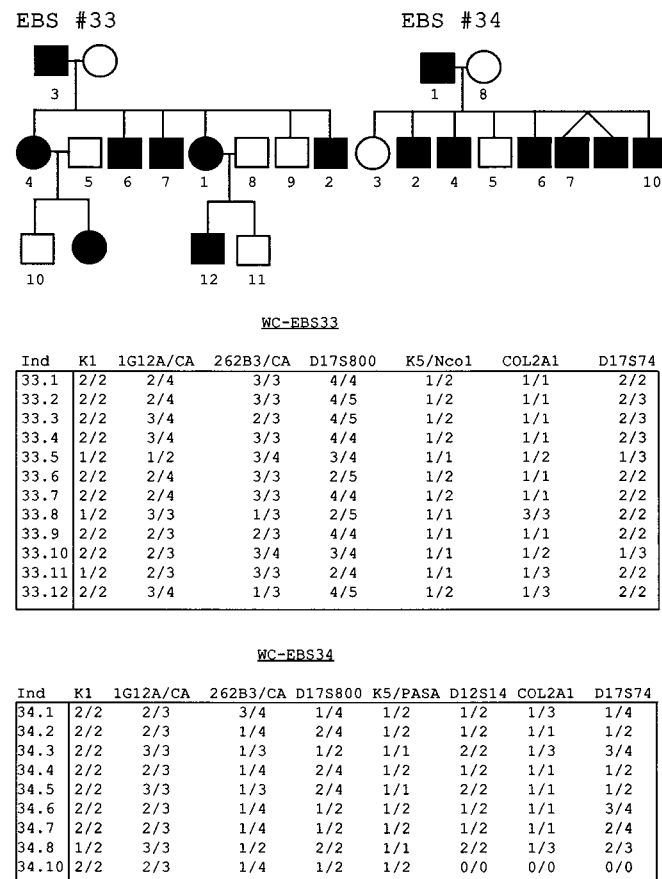 EBS #33 EBS #34
3 1 8
4 5 6 7 1 8 9 2 3 2 4 5 6 7 10
10 12 11
WC-EBS33
Ind K1 1G12A/CA 262B3/CA D17S800 K5/Nco1 COL2A1 D17S74
33.1 2/2 2/4 3/3 4/4 1/2 1/1 2/2
33.2 2/2 2/4 3/3 4/5 1/2 1/1 2/3
33.3 2/2 3/4 2/3 4/5 1/2 1/1 2/3
33.4 2/2 3/4 3/3 4/4 1/2 1/1 2/3
33.5 1/2 1/2 3/4 3/4 1/1 1/2 1/3
33.6 2/2 2/4 3/3 2/5 1/2 1/1 2/2
33.7 2/2 2/4 3/3 4/4 1/2 1/1 2/2
33.8 1/2 3/3 1/3 2/5 1/1 3/3 2/2
33.9 2/2 2/3 2/3 4/4 1/1 1/1 2/2
33.10 2/2 2/3 3/4 3/4 1/1 1/2 1/3
33.11 1/2 2/3 3/3 2/4 1/1 1/3 2/2
33.12 2/2 3/4 1/3 4/5 1/2 1/3 2/2
WC-EBS34
Ind K1 1G12A/CA 262B3/CA D17S800 K5/PASA D12S14 COL2A1 D17S74
34.1 2/2 2/3 3/4 1/4 1/2 1/2 1/3 1/4
34.2 2/2 2/3 1/4 2/4 1/2 1/2 1/1 1/2
34.3 2/2 3/3 1/3 1/2 1/1 2/2 1/3 3/4
34.4 2/2 2/3 1/4 2/4 1/2 1/2 1/1 1/2
34.5 2/2 3/3 1/3 2/4 1/1 2/2 1/1 1/2
34.6 2/2 2/3 1/4 1/2 1/2 1/2 1/1 3/4
34.7 2/2 2/3 1/4 1/2 1/2 1/2 1/1 2/4
34.8 1/2 3/3 1/2 2/2 1/1 2/2 1/3 2/3
34.10 2/2 2/3 1/4 1/2 1/2 0/0 0/0 0/0